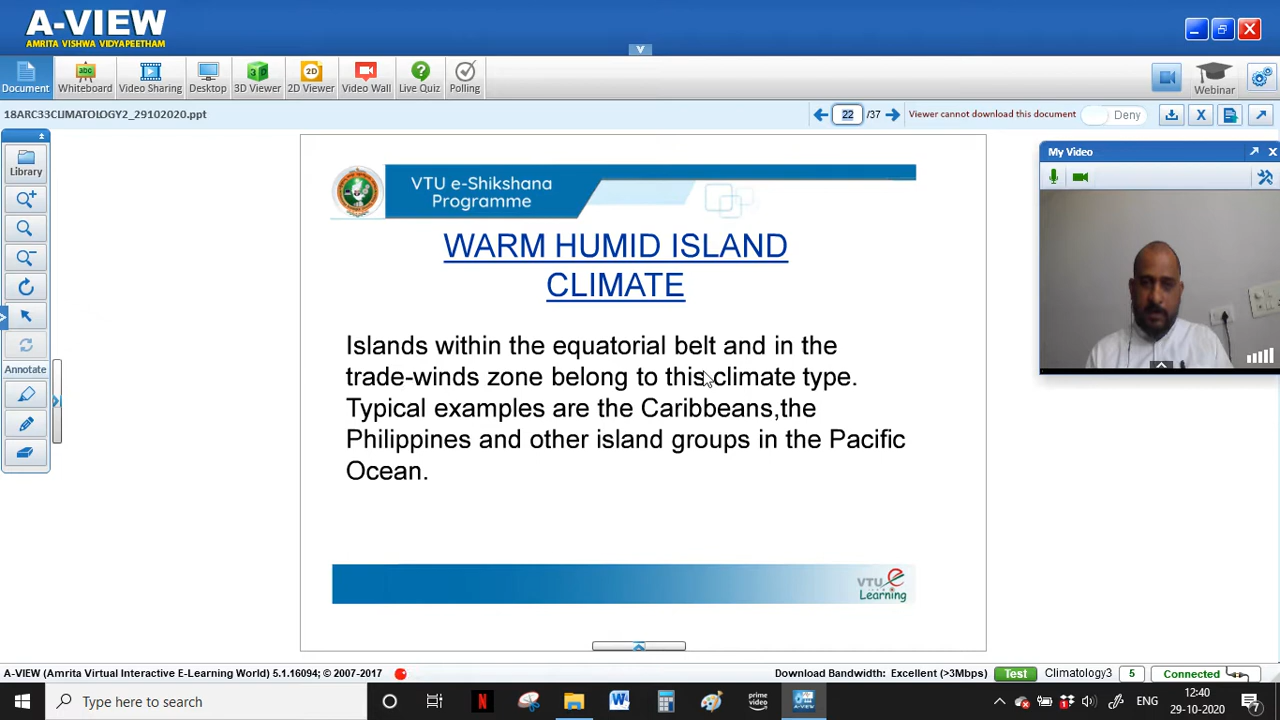 A-VIEW
AMRITA VISHWA VIDYAPEETHAM
Document
Whiteboard
Video Sharing
Desktop
3D
3D Viewer
2D
2D Viewer
Video Wall
Live Quiz
Polling
Webinar
18ARC33CLIMATOLOGY2_29102020.ppt
22 /37
Viewer cannot download this document
Deny
Library
Annotate
My Video
VTU e-Shikshana
Programme
WARM HUMID ISLAND
CLIMATE
Islands within the equatorial belt and in the
trade-winds zone belong to this climate type.
Typical examples are the Caribbeans,the
Philippines and other island groups in the Pacific
Ocean.
VTU e
Learning
A-VIEW (Amrita Virtual Interactive E-Learning World) 5.1.16094; © 2007-2017
Download Bandwidth: Excellent (>3Mbps)
Test
Climatology3
5
Connected
Type here to search
prime
video
ENG
12:40
29-10-2020
7